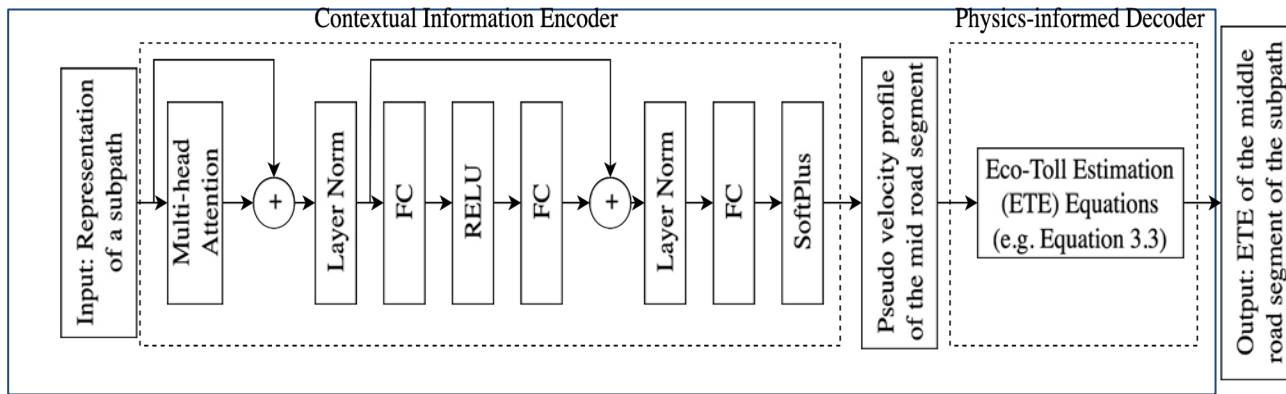 Contextual Information Encoder
Physics-informed Decoder
Input: Representation
of a subpath
Multi-head
Attention
+
Layer Norm
FC
RELU
FC
+
Layer Norm
FC
SoftPlus
Pseudo velocity profile
of the mid road segment
Eco-Toll Estimation
(ETE) Equations
(e.g. Equation 3.3)
Output: ETE of the middle
road segment of the subpath